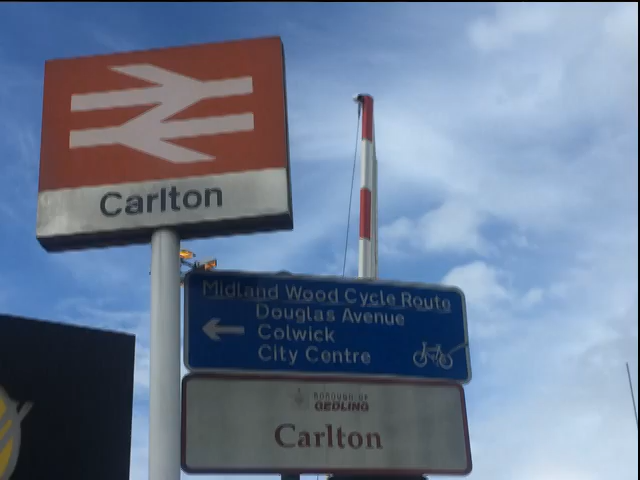 Carlton
Midland Wood Cycle Route
Douglas Avenue
Colwick
City Centre
BOROUGH OF
GEDLING
Carlton